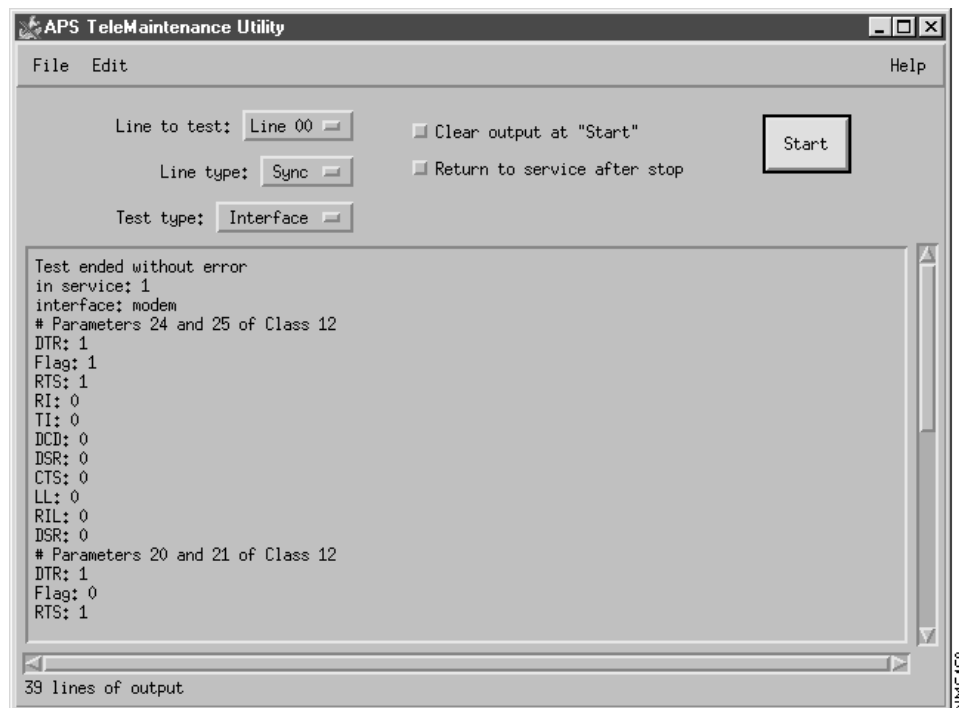 APS TeleMaintenance Utility
File Edit Help
Line to test: Line 00
Clear output at "Start"
Start
Line type: Sync
Return to service after stop
Test type: Interface
Test ended without error
in service: 1
interface: modem
# Parameters 24 and 25 of Class 12
DTR: 1
Flag: 1
RTS: 1
RI: 0
TI: 0
DCD: 0
DSR: 0
CTS: 0
LL: 0
RIL: 0
DSR: 0
# Parameters 20 and 21 of Class 12
DTR: 1
Flag: 0
RTS: 1
39 lines of output